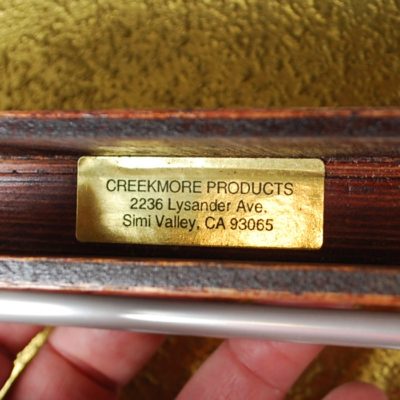 CREEKMORE PRODUCTS
2236 Lysander Ave.
Simi Valley, CA 93065